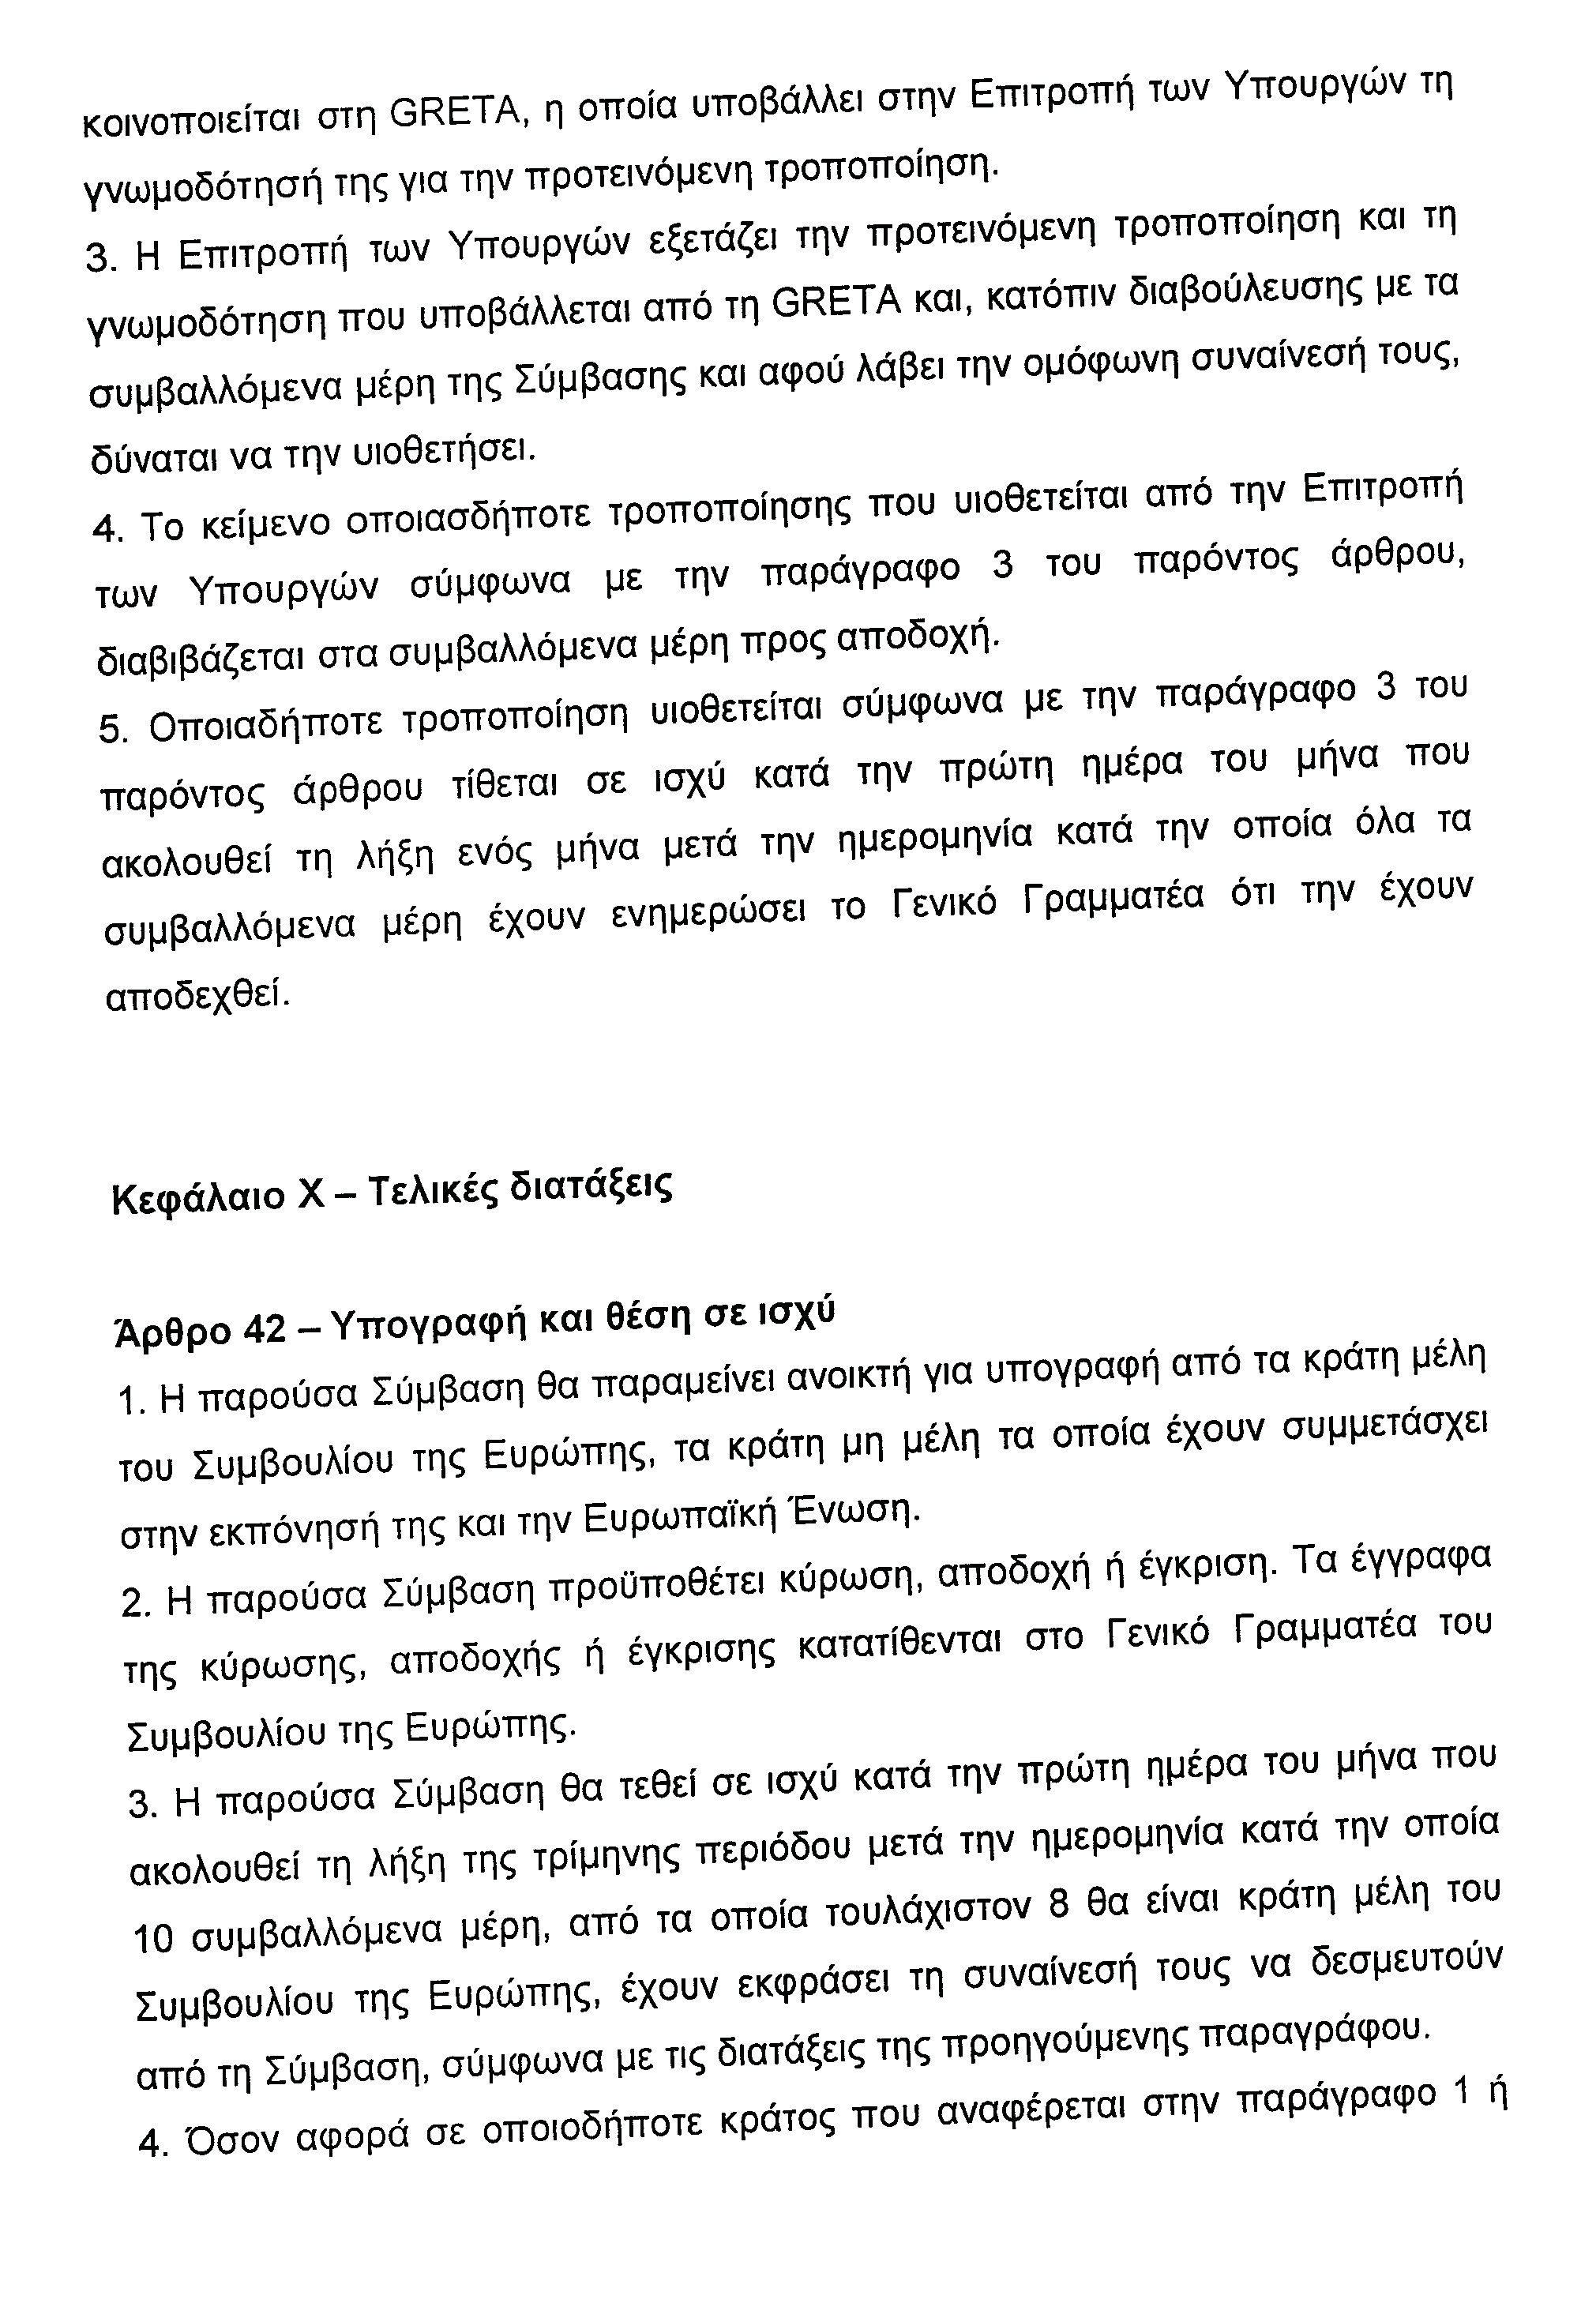 κοινοποιείται στη GRETA, η οποία υποβάλλει στην Επιτροπή των Υπουργών τη
γνωμοδότησή της για την προτεινόμενη τροποποίηση.
3. Η Επιτροπή των Υπουργών εξετάζει την προτεινόμενη τροποποίηση και τη
γνωμοδότηση που υποβάλλεται από τη GRETA και, κατόπιν διαβούλευσης με τα
συμβαλλόμενα μέρη της Σύμβασης και αφού λάβει την ομόφωνη συναίνεσή τους,
δύναται να την υιοθετήσει.
4. Το κείμενο οποιασδήποτε τροποποίησης που υιοθετείται από την Επιτροπή
των Υπουργών σύμφωνα με την παράγραφο 3 του παρόντος άρθρου,
διαβιβάζεται στα συμβαλλόμενα μέρη προς αποδοχή.
5. Οποιαδήποτε τροποποίηση υιοθετείται σύμφωνα με την παράγραφο 3 του
παρόντος άρθρου τίθεται σε ισχύ κατά την πρώτη ημέρα του μήνα που
ακολουθεί τη λήξη ενός μήνα μετά την ημερομηνία κατά την οποία όλα τα
συμβαλλόμενα μέρη έχουν ενημερώσει το Γενικό Γραμματέα ότι την έχουν
αποδεχθεί.
Κεφάλαιο Χ – Τελικές διατάξεις
Άρθρο 42 – Υπογραφή και θέση σε ισχύ
1. Η παρούσα Σύμβαση θα παραμείνει ανοικτή για υπογραφή από τα κράτη μέλη
του Συμβουλίου της Ευρώπης, τα κράτη μη μέλη τα οποία έχουν συμμετάσχει
στην εκπόνησή της και την Ευρωπαϊκή Ένωση.
2. Η παρούσα Σύμβαση προϋποθέτει κύρωση, αποδοχή ή έγκριση. Τα έγγραφα
της κύρωσης, αποδοχής ή έγκρισης κατατίθενται στο Γενικό Γραμματέα του
Συμβουλίου της Ευρώπης.
3. Η παρούσα Σύμβαση θα τεθεί σε ισχύ κατά την πρώτη ημέρα του μήνα που
ακολουθεί τη λήξη της τρίμηνης περιόδου μετά την ημερομηνία κατά την οποία
10 συμβαλλόμενα μέρη, από τα οποία τουλάχιστον 8 θα είναι κράτη μέλη του
Συμβουλίου της Ευρώπης, έχουν εκφράσει τη συναίνεσή τους να δεσμευτούν
από τη Σύμβαση, σύμφωνα με τις διατάξεις της προηγούμενης παραγράφου.
4. Όσον αφορά σε οποιοδήποτε κράτος που αναφέρεται στην παράγραφο 1 ή